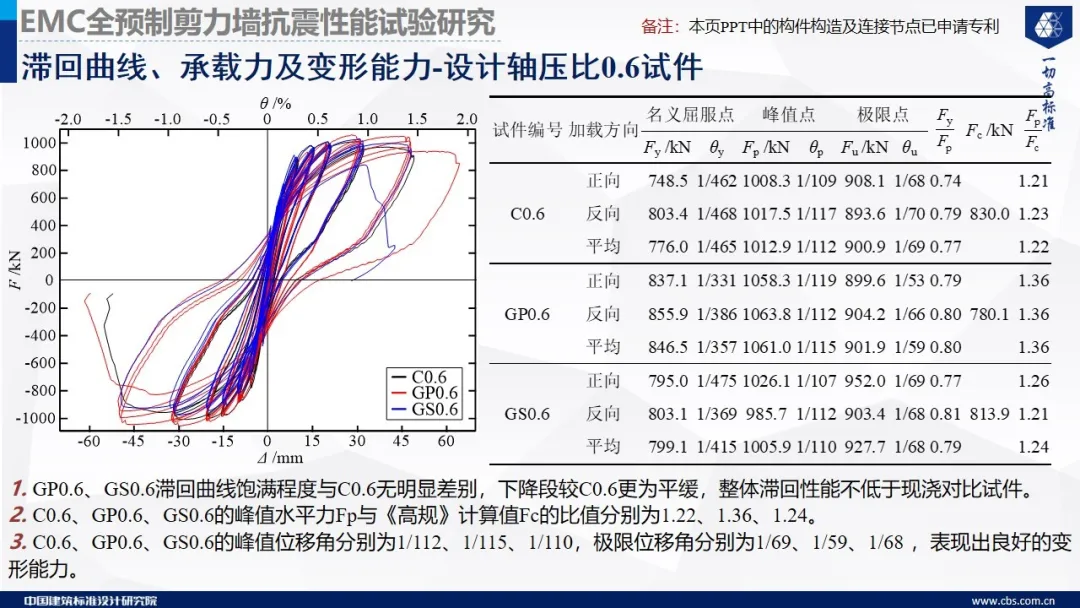 EMC全预制剪力墙抗震性能试验研究
备注：本页PPT中的构件构造及连接节点已申请专利
一切高标准
滞回曲线、承载力及变形能力-设计轴压比0.6试件
θ /%
-2.0 -1.5 -1.0 -0.5 0.0 0.5 0.8 1.0 1.5 2.0
1000
800
600
400
200
0
-200
-400
-600
-800
-1000
F /kN
C0.6
GP0.6
GS0.6
-60 -45 -30 -15 0 15 30 45 60
Δ /mm
试件编号 加载方向 名义屈服点 峰值点 极限点 Fy/Fp Fc /kN Fp/Fc
Fy /kN θy Fp /kN θp Fu /kN θu
正向 748.5 1/462 1008.3 1/109 908.1 1/68 0.74 1.21
C0.6 反向 803.4 1/468 1017.5 1/117 893.6 1/70 0.79 830.0 1.23
平均 776.0 1/465 1012.9 1/112 900.9 1/69 0.77 1.22
正向 837.1 1/331 1058.3 1/119 899.6 1/53 0.79 1.36
GP0.6 反向 855.9 1/386 1063.8 1/112 904.2 1/66 0.80 780.1 1.36
平均 846.5 1/357 1061.0 1/115 901.9 1/59 0.80 1.36
正向 795.0 1/475 1026.1 1/107 952.0 1/69 0.77 1.26
GS0.6 反向 803.1 1/369 985.7 1/112 903.4 1/68 0.81 813.9 1.21
平均 799.1 1/415 1005.9 1/110 927.7 1/68 0.79 1.24
1. GP0.6、GS0.6滞回曲线饱满程度与C0.6无明显差别，下降段较C0.6更为平缓，整体滞回性能不低于现浇对比试件。
2. C0.6、GP0.6、GS0.6的峰值水平力Fp与《高规》计算值Fc的比值分别为1.22、1.36、1.24。
3. C0.6、GP0.6、GS0.6的峰值位移角分别为1/112、1/115、1/110，极限位移角分别为1/69、1/59、1/68 ，表现出良好的变
形能力。
中国建筑标准设计研究院
www.cbs.com.cn